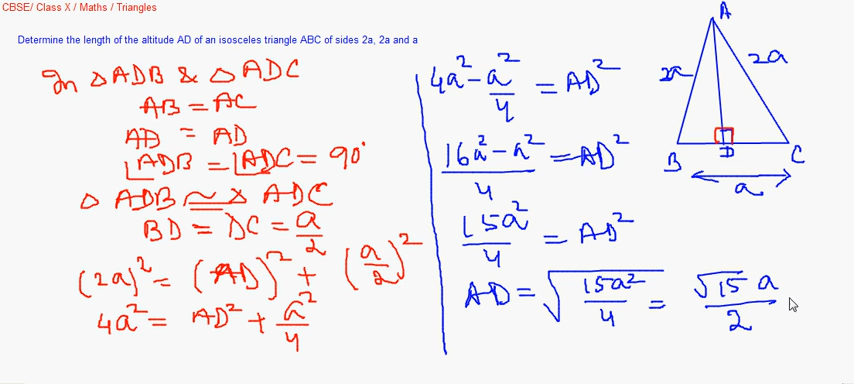 CBSE/ Class X / Maths / Triangles
Determine the length of the altitude AD of an isosceles triangle ABC of sides 2a, 2a and a
In △ADB & △ADC
AB = AC
AD = AD
∠ADB = ∠ADC = 90°
△ ADB ≅ △ ADC
BD = DC = a/2
(2a)² = (AD)² + (a/2)²
4a² = AD² + a²/4
4a² - a²/4 = AD²
(16a² - a²)/4 = AD²
15a²/4 = AD²
AD = √(15a²/4) = √15 a/2
A
2a
2a
B
D
C
a